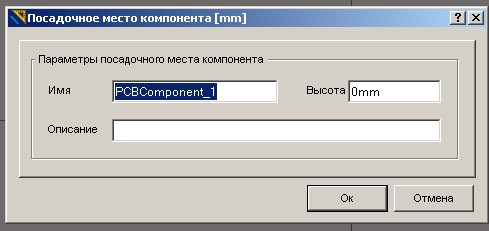 Посадочное место компонента [mm]
Параметры посадочного места компонента
Имя PCBComponent_1 Высота 0mm
Описание
Ок Отмена